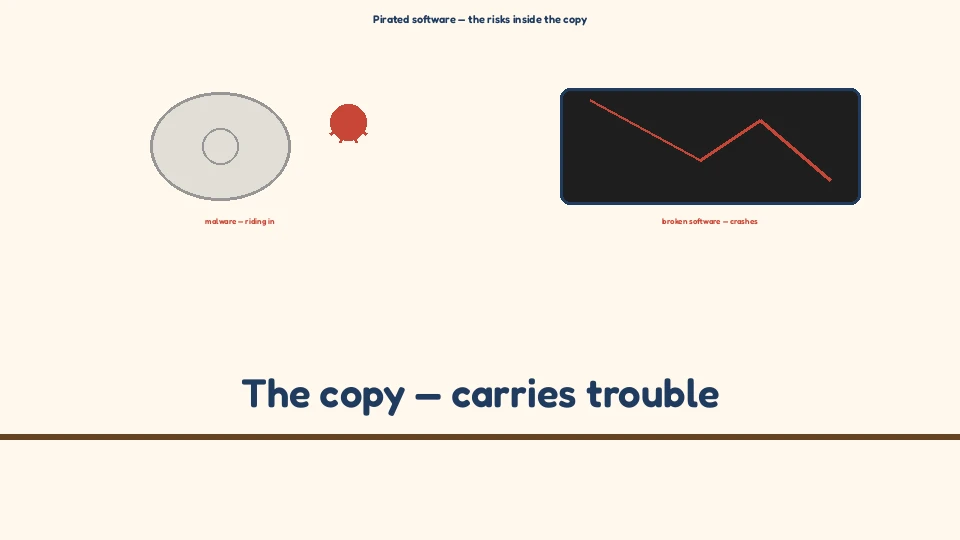 Pirated software — the risks inside the copy
malware — riding in
broken software — crashes
The copy — carries trouble